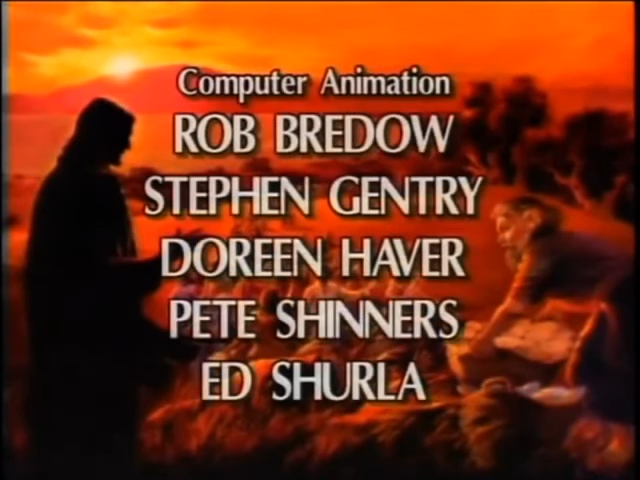 Computer Animation
ROB BREDOW
STEPHEN GENTRY
DOREEN HAVER
PETE SHINNERS
ED SHURLA